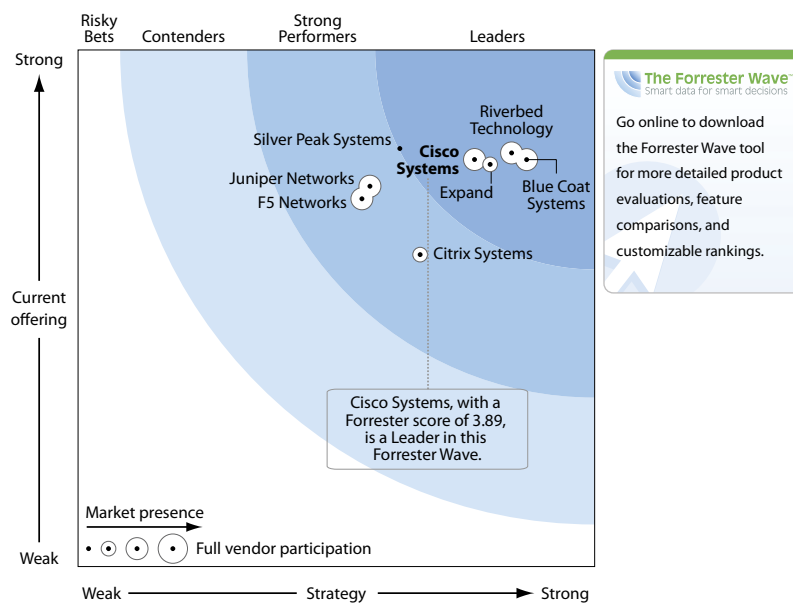 Risky
Bets
Contenders
Strong
Performers
Leaders
Strong
Current
offering
Weak
Silver Peak Systems
Juniper Networks
F5 Networks
Cisco
Systems
Riverbed
Technology
Expand
Blue Coat
Systems
Citrix Systems
Cisco Systems, with a
Forrester score of 3.89,
is a Leader in this
Forrester Wave.
Market presence
Full vendor participation
Weak
Strategy
Strong
The Forrester Wave™
Smart data for smart decisions
Go online to download
the Forrester Wave tool
for more detailed product
evaluations, feature
comparisons, and
customizable rankings.